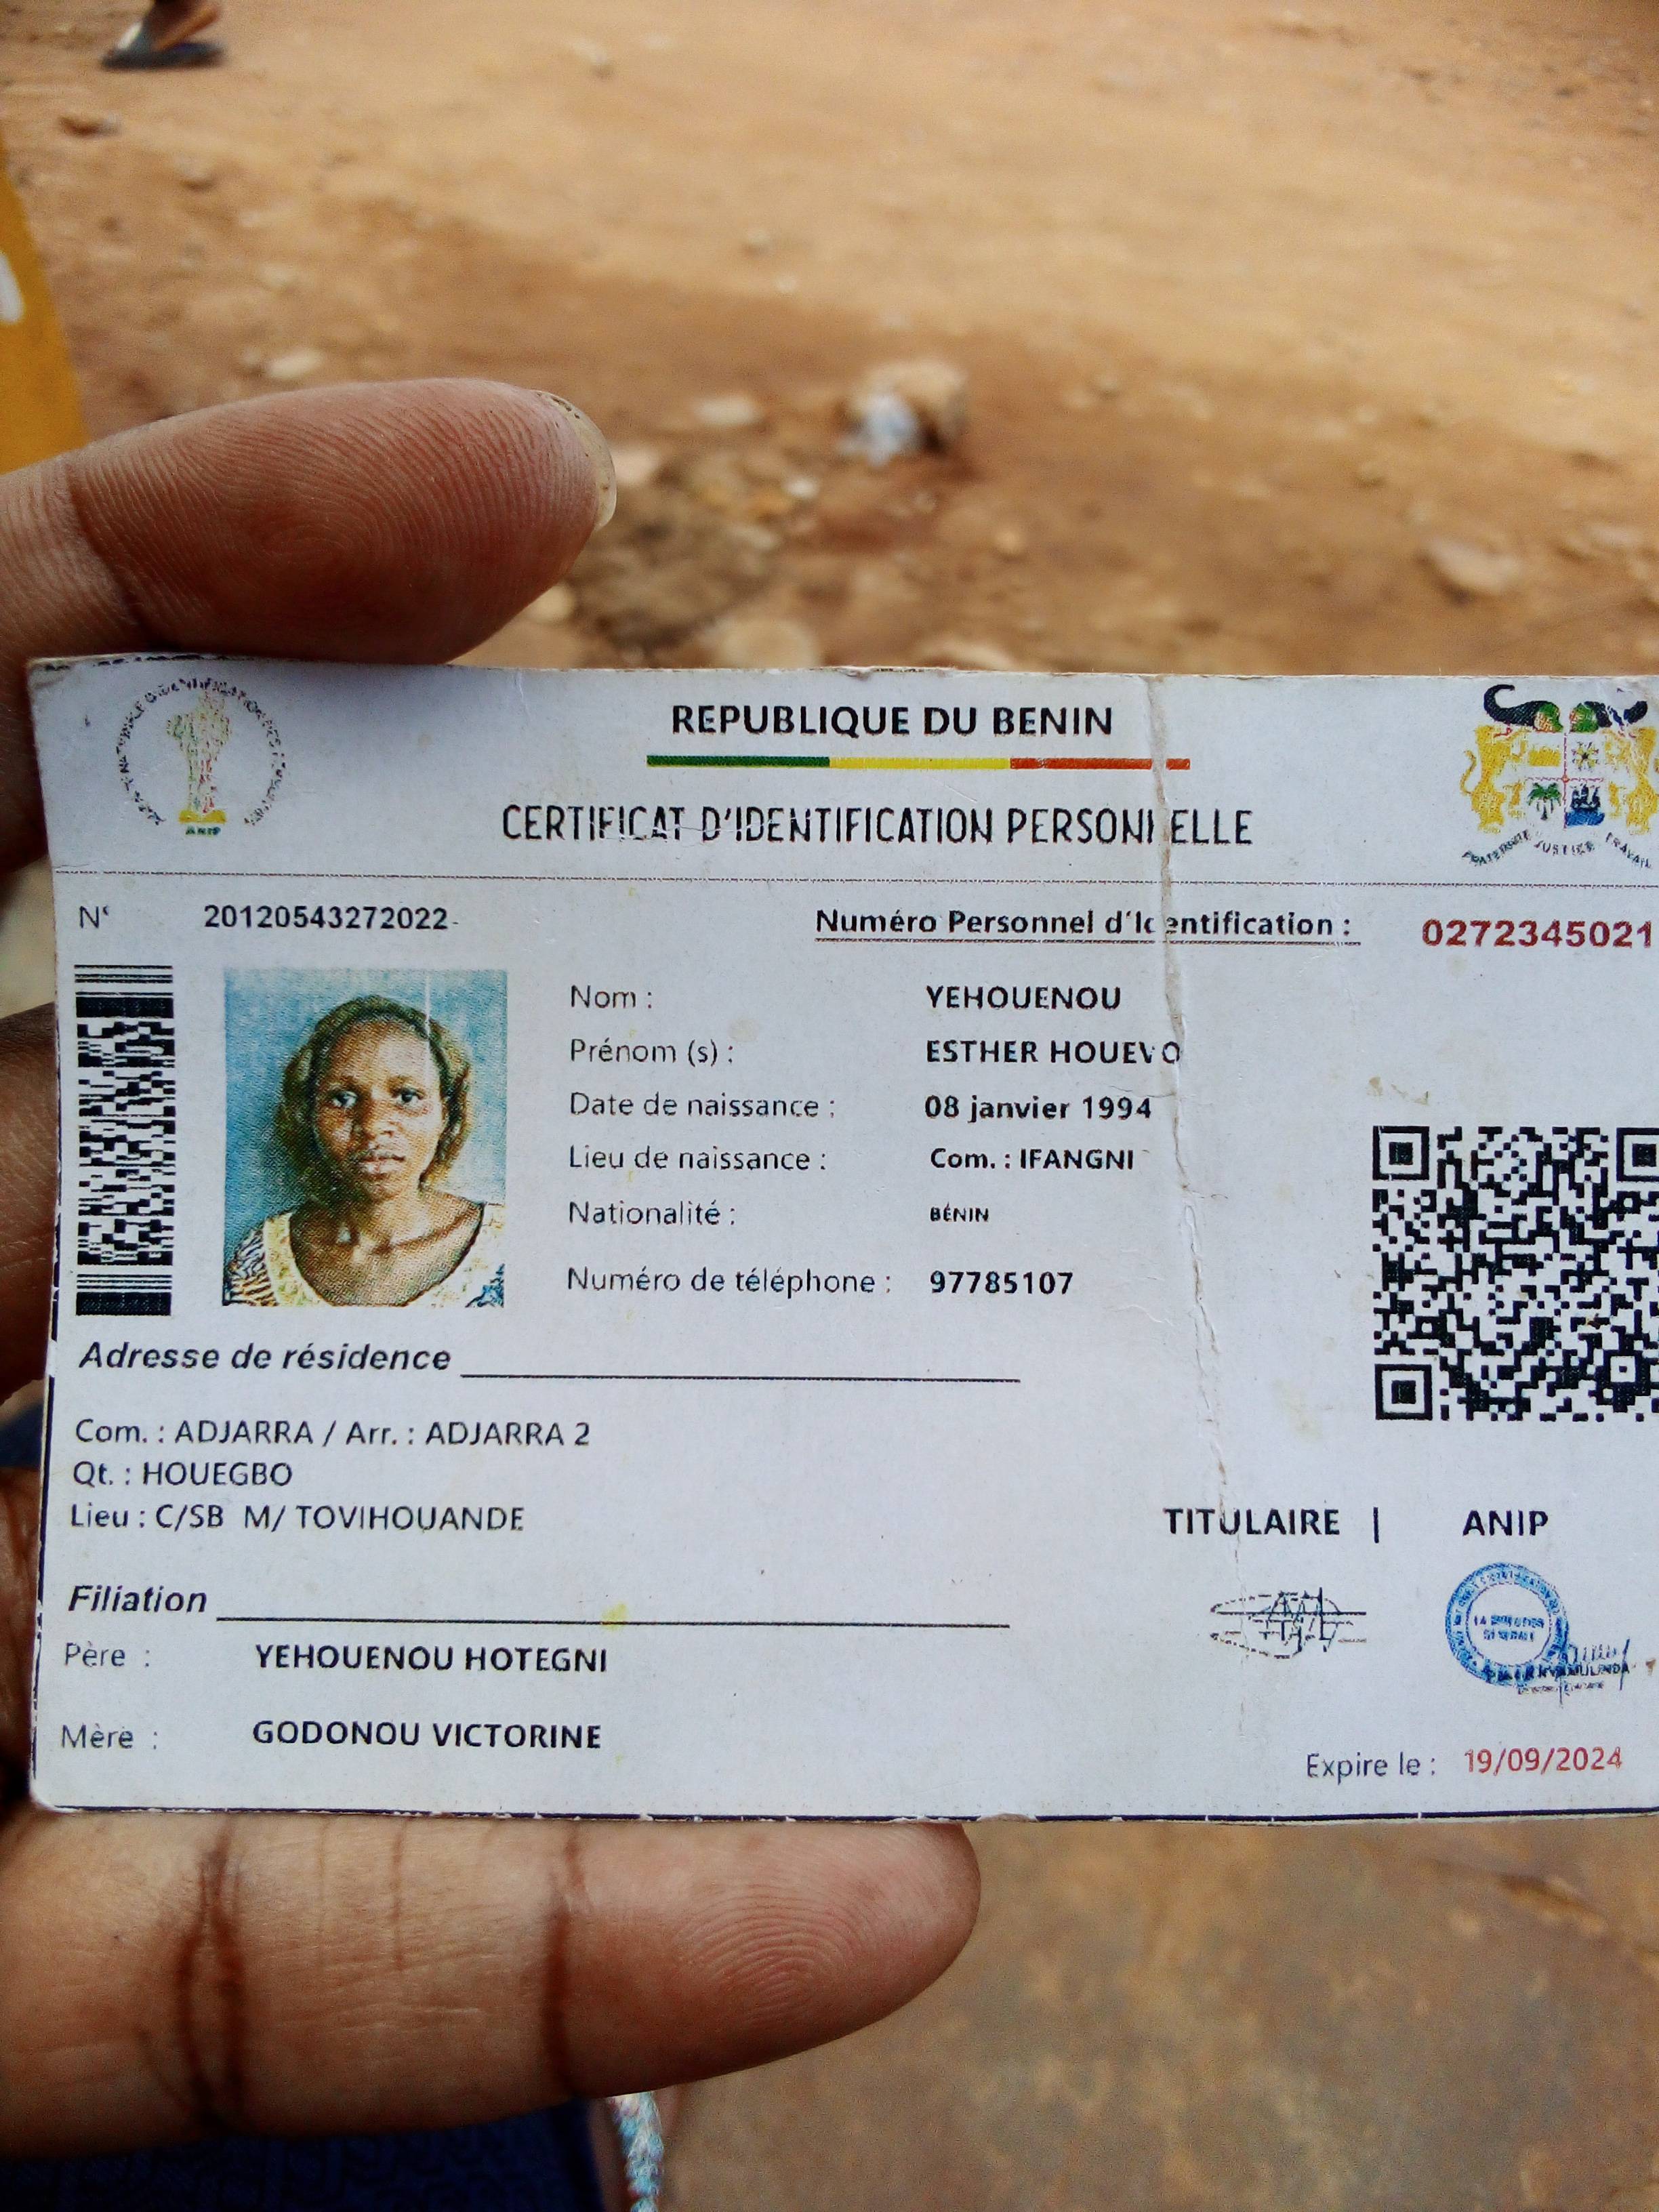 REPUBLIQUE DU BENIN
CERTIFICAT D'IDENTIFICATION PERSONNELLE
ANIP
FRATERNITE JUSTICE TRAVAIL
N° 20120543272022
Numéro Personnel d'Identification : 0272345021
Nom : YEHOUENOU
Prénom (s) : ESTHER HOUEVO
Date de naissance : 08 janvier 1994
Lieu de naissance : Com. : IFANGNI
Nationalité : BÉNIN
Numéro de téléphone : 97785107
Adresse de résidence
Com. : ADJARRA / Arr. : ADJARRA 2
Qt. : HOUEGBO
Lieu : C/SB M/ TOVIHOUANDE
TITULAIRE | ANIP
Filiation
Père : YEHOUENOU HOTEGNI
Mère : GODONOU VICTORINE
Expire le : 19/09/2024